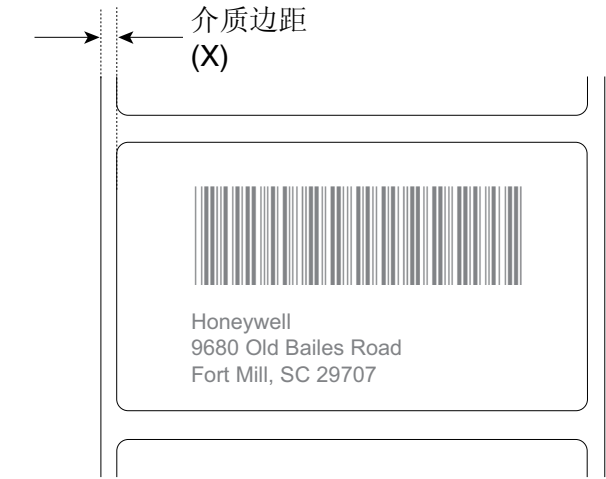 介质边距
(X)
Honeywell
9680 Old Bailes Road
Fort Mill, SC 29707